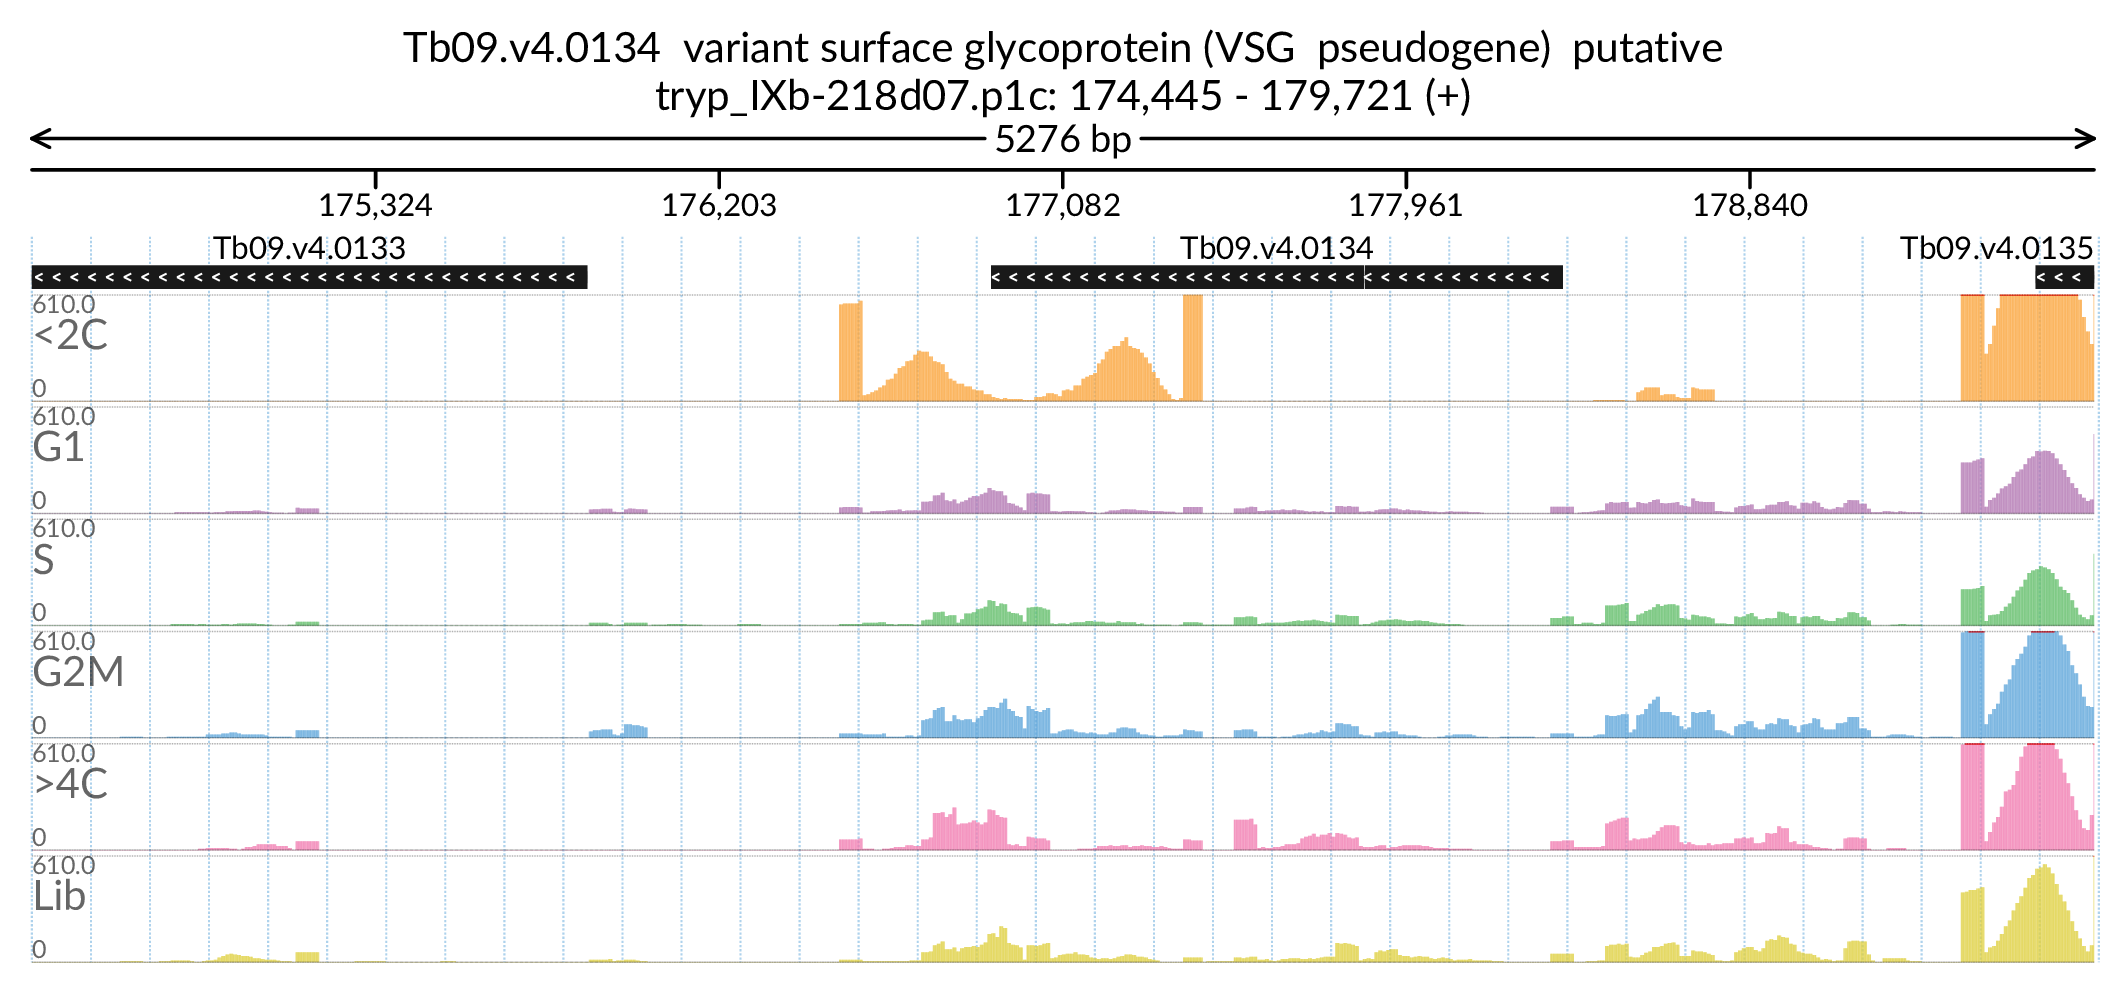 Tb09.v4.0134 variant surface glycoprotein (VSG pseudogene) putative
tryp_IXb-218d07.p1c: 174,445 - 179,721 (+)
5276 bp
175,324 176,203 177,082 177,961 178,840
Tb09.v4.0133 Tb09.v4.0134 Tb09.v4.0135
610.0
<2C
0
610.0
G1
0
610.0
S
0
610.0
G2M
0
610.0
>4C
0
610.0
Lib
0